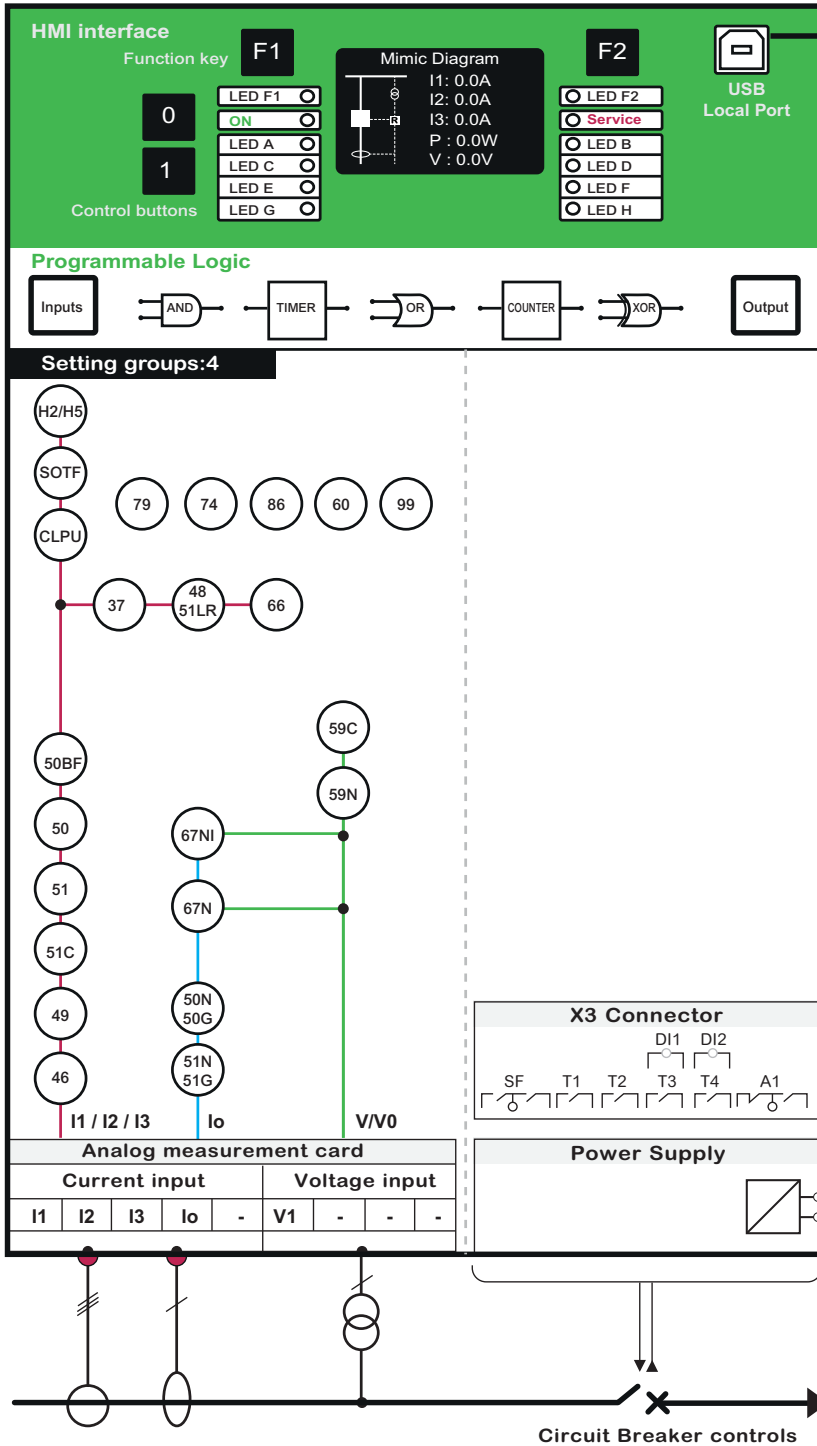 HMI interface
Function key
F1
F2
0
1
Control buttons
LED F1
ON
LED A
LED C
LED E
LED G
Mimic Diagram
I1: 0.0A
I2: 0.0A
I3: 0.0A
P : 0.0W
V : 0.0V
R
LED F2
Service
LED B
LED D
LED F
LED H
USB
Local Port
Programmable Logic
Inputs
AND
TIMER
OR
COUNTER
XOR
Output
Setting groups:4
H2/H5
SOTF
CLPU
79
74
86
60
99
37
48
51LR
66
59C
59N
50BF
50
51
51C
49
46
67NI
67N
50N
50G
51N
51G
I1 / I2 / I3
Io
V/V0
Analog measurement card
Current input
Voltage input
I1
I2
I3
Io
-
V1
-
-
-
X3 Connector
DI1
DI2
SF
T1
T2
T3
T4
A1
Power Supply
Circuit Breaker controls